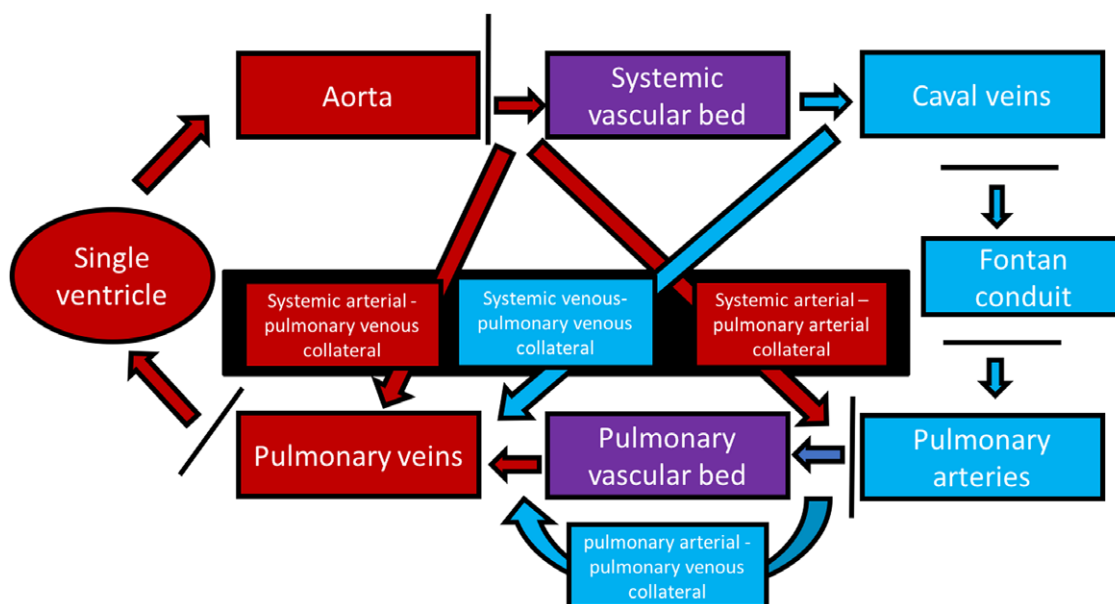 Aorta
Systemic
vascular bed
Caval veins
Single
ventricle
Fontan
conduit
Systemic arterial -
pulmonary venous
collateral
Systemic venous-
pulmonary venous
collateral
Systemic arterial –
pulmonary arterial
collateral
Pulmonary veins
Pulmonary
vascular bed
Pulmonary
arteries
pulmonary arterial -
pulmonary venous
collateral